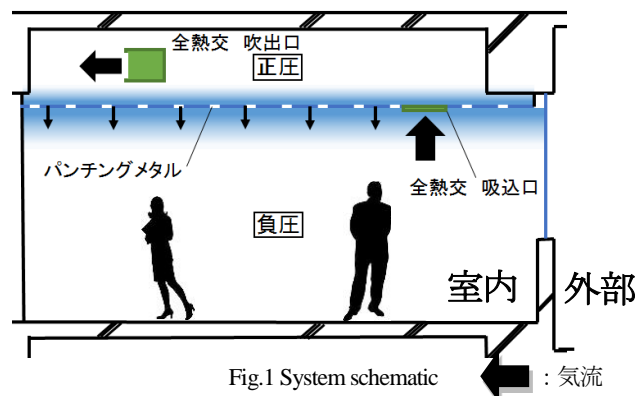 全熱交 吹出口
正圧
パンチングメタル
全熱交 吸込口
負圧
室内 外部
Fig.1 System schematic
：気流